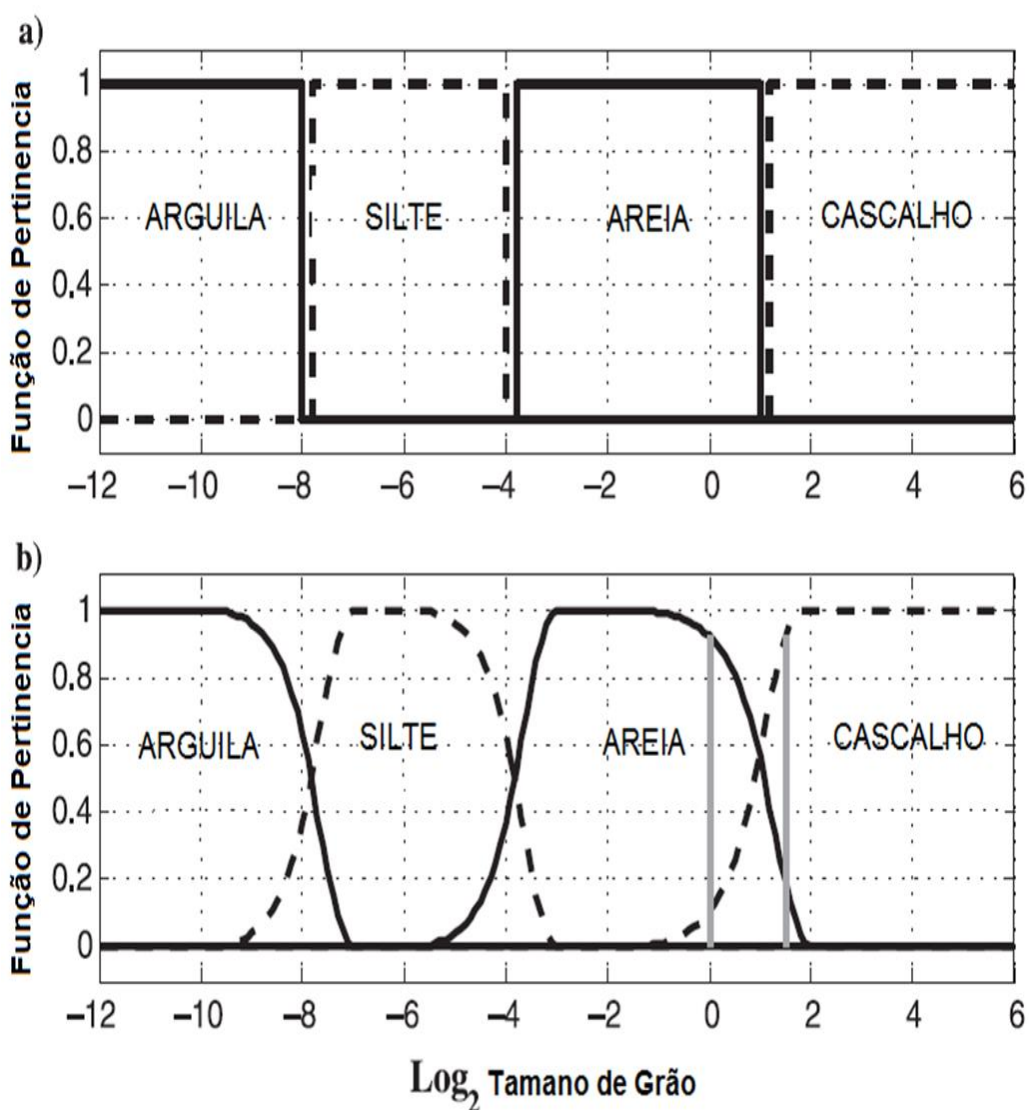 a)
Função de Pertinencia
1
0.8
0.6
0.4
0.2
0
ARGUILA SILTE AREIA CASCALHO
–12 –10 –8 –6 –4 –2 0 2 4 6
b)
Função de Pertinencia
1
0.8
0.6
0.4
0.2
0
ARGUILA SILTE AREIA CASCALHO
–12 –10 –8 –6 –4 –2 0 2 4 6
Log2 Tamano de Grão